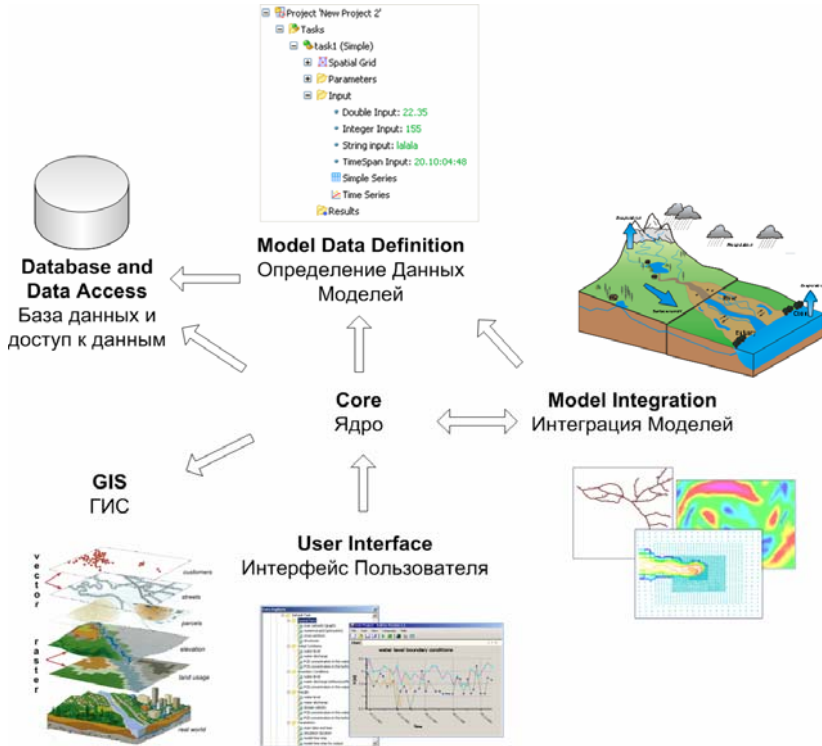 Project 'New Project 2'
Tasks
task1 (Simple)
Spatial Grid
Parameters
Input
Double Input: 22.35
Integer Input: 155
String input: lalala
TimeSpan Input: 20.10:04:48
Simple Series
Time Series
Results
Model Data Definition
Определение Данных
Моделей
Database and
Data Access
База данных и
доступ к данным
Core
Ядро
Model Integration
Интеграция Моделей
GIS
ГИС
User Interface
Интерфейс Пользователя
vector
raster
customers
streets
parcels
elevation
land usage
real world
water level boundary conditions
Time